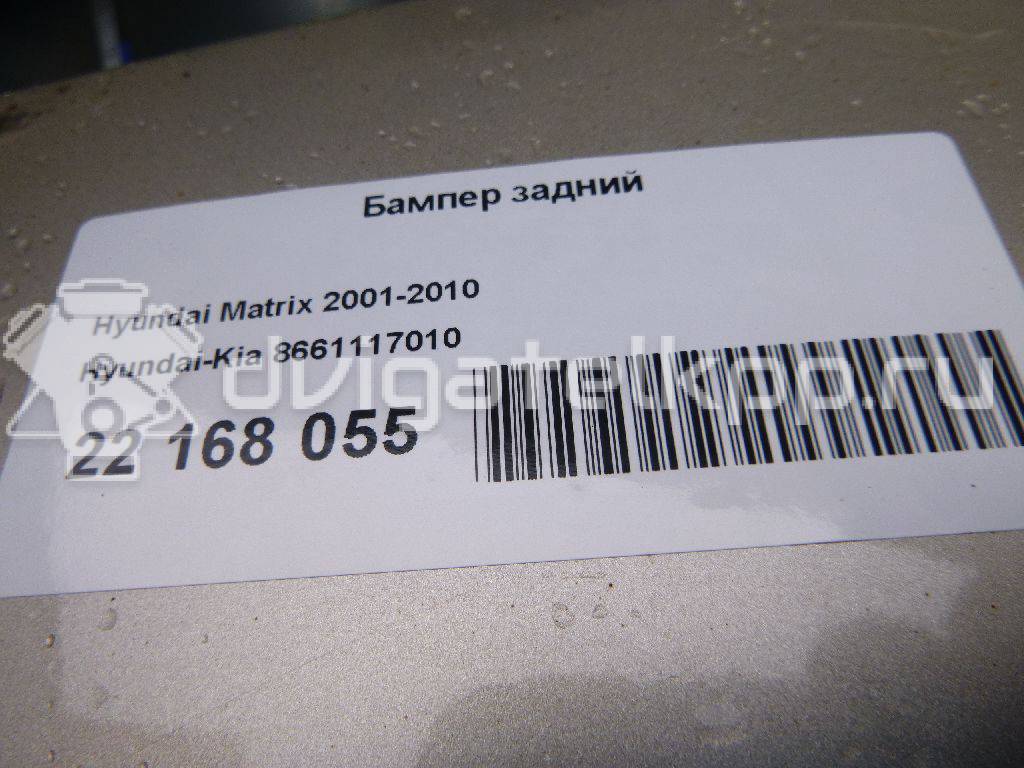 Бампер задний
Hyundai Matrix 2001-2010
Hyundai-Kia 8661117010
22 168 055
dvigatelkpp.ru